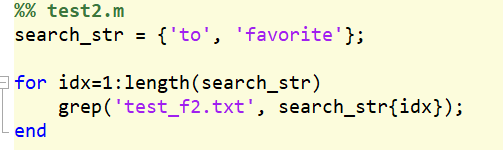 %% test2.m
search_str = {'to', 'favorite'};
for idx=1:length(search_str)
    grep('test_f2.txt', search_str{idx});
end